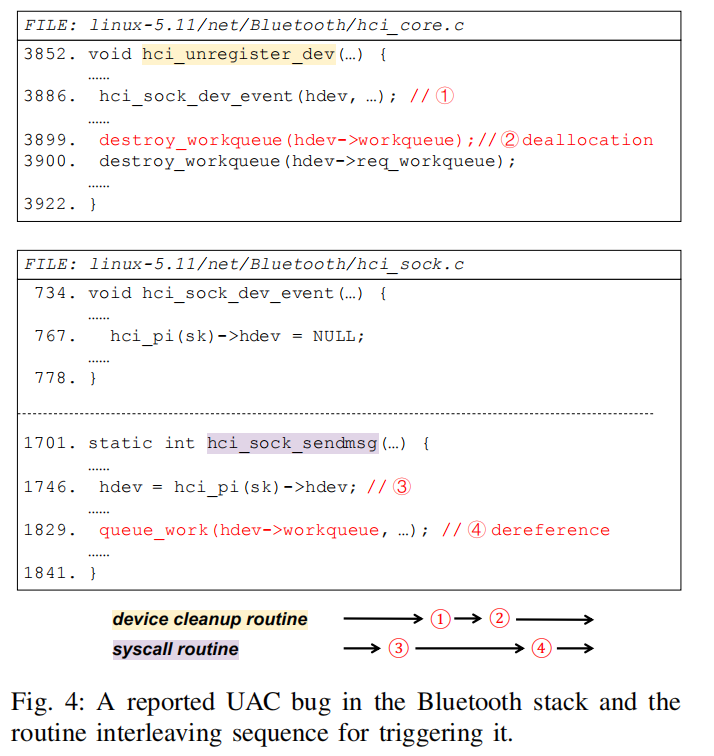 FILE: linux-5.11/net/Bluetooth/hci_core.c
3852. void hci_unregister_dev(…) {
……
3886. hci_sock_dev_event(hdev, …); // ①
……
3899. destroy_workqueue(hdev->workqueue);// ② deallocation
3900. destroy_workqueue(hdev->req_workqueue);
……
3922. }
FILE: linux-5.11/net/Bluetooth/hci_sock.c
734. void hci_sock_dev_event(…) {
……
767. hci_pi(sk)->hdev = NULL;
……
778. }
1701. static int hci_sock_sendmsg(…) {
……
1746. hdev = hci_pi(sk)->hdev; // ③
……
1829. queue_work(hdev->workqueue, …); // ④ dereference
……
1841. }
device cleanup routine ① ②
syscall routine ③ ④
Fig. 4: A reported UAC bug in the Bluetooth stack and the
routine interleaving sequence for triggering it.